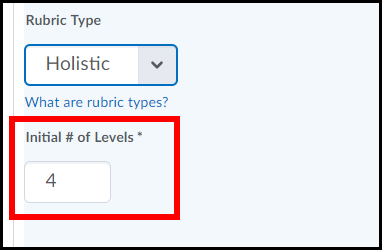 Rubric Type
Holistic
What are rubric types?
Initial # of Levels *
4